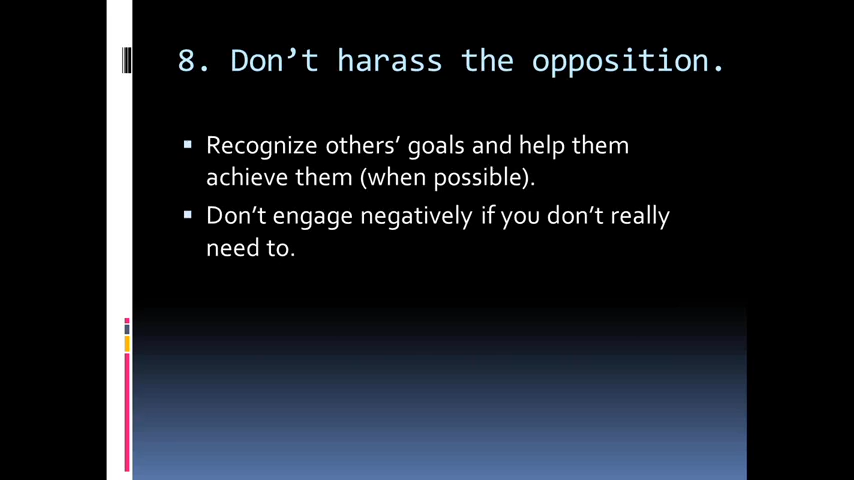 8. Don’t harass the opposition.
▪ Recognize others’ goals and help them
achieve them (when possible).
▪ Don’t engage negatively if you don’t really
need to.